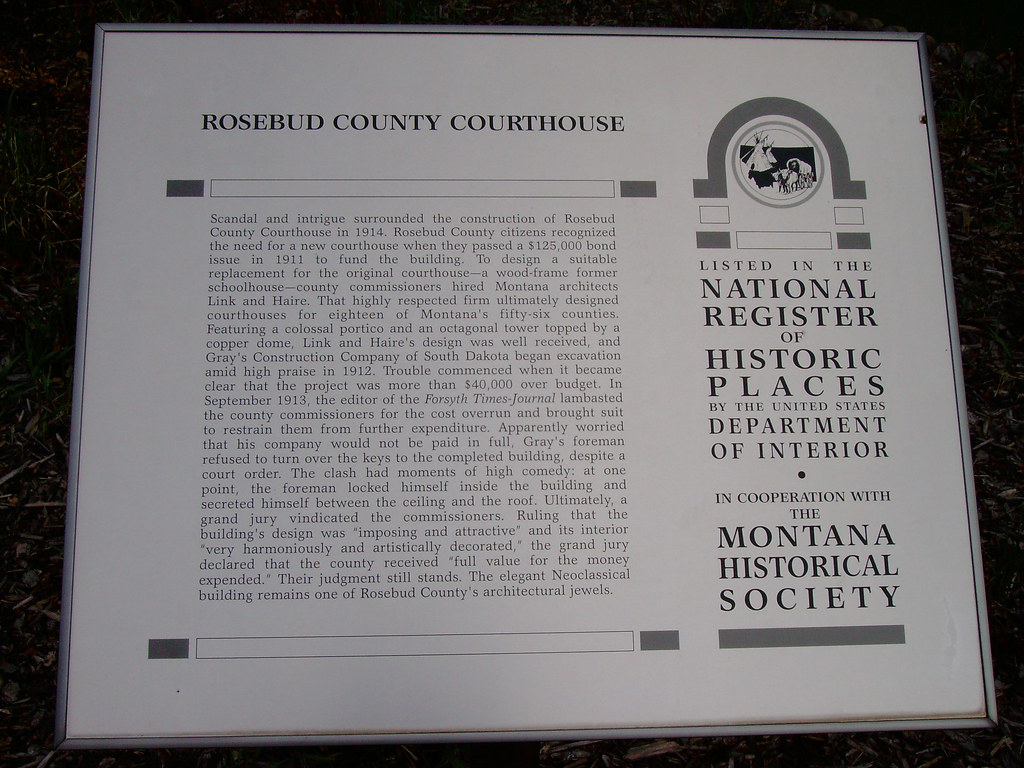 ROSEBUD COUNTY COURTHOUSE
Scandal and intrigue surrounded the construction of Rosebud
County Courthouse in 1914. Rosebud County citizens recognized
the need for a new courthouse when they passed a $125,000 bond
issue in 1911 to fund the building. To design a suitable
replacement for the original courthouse—a wood-frame former
schoolhouse—county commissioners hired Montana architects
Link and Haire. That highly respected firm ultimately designed
courthouses for eighteen of Montana's fifty-six counties.
Featuring a colossal portico and an octagonal tower topped by a
copper dome, Link and Haire's design was well received, and
Gray's Construction Company of South Dakota began excavation
amid high praise in 1912. Trouble commenced when it became
clear that the project was more than $40,000 over budget. In
September 1913, the editor of the Forsyth Times-Journal lambasted
the county commissioners for the cost overrun and brought suit
to restrain them from further expenditure. Apparently worried
that his company would not be paid in full, Gray's foreman
refused to turn over the keys to the completed building, despite a
court order. The clash had moments of high comedy: at one
point, the foreman locked himself inside the building and
secreted himself between the ceiling and the roof. Ultimately, a
grand jury vindicated the commissioners. Ruling that the
building's design was "imposing and attractive" and its interior
"very harmoniously and artistically decorated," the grand jury
declared that the county received "full value for the money
expended." Their judgment still stands. The elegant Neoclassical
building remains one of Rosebud County's architectural jewels.
LISTED IN THE
NATIONAL
REGISTER
OF
HISTORIC
PLACES
BY THE UNITED STATES
DEPARTMENT
OF INTERIOR
•
IN COOPERATION WITH
THE
MONTANA
HISTORICAL
SOCIETY